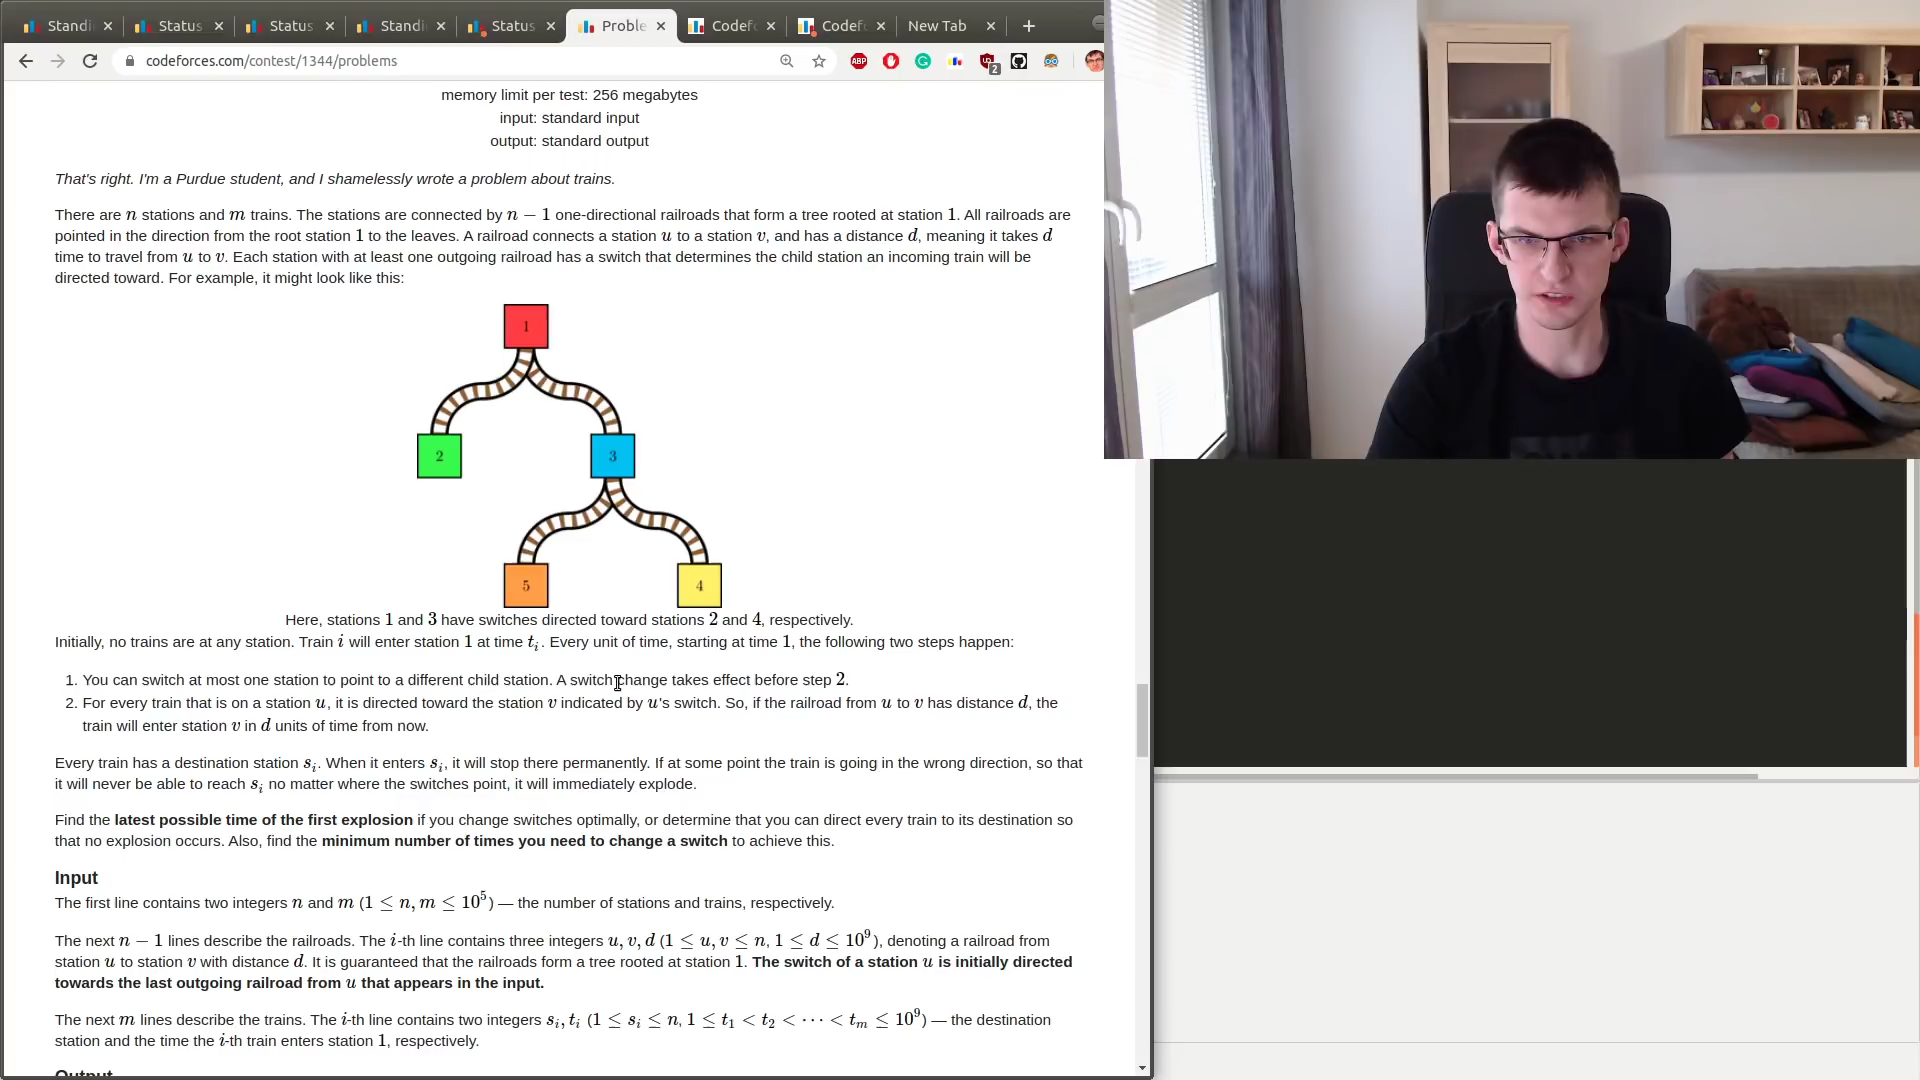 Standi
Status
Status
Standi
Status
Proble
Codef
Codef
New Tab
codeforces.com/contest/1344/problems
ABP
2
memory limit per test: 256 megabytes
input: standard input
output: standard output
That's right. I'm a Purdue student, and I shamelessly wrote a problem about trains.
There are n stations and m trains. The stations are connected by n − 1 one-directional railroads that form a tree rooted at station 1. All railroads are
pointed in the direction from the root station 1 to the leaves. A railroad connects a station u to a station v, and has a distance d, meaning it takes d
time to travel from u to v. Each station with at least one outgoing railroad has a switch that determines the child station an incoming train will be
directed toward. For example, it might look like this:
1
2
3
5
4
Here, stations 1 and 3 have switches directed toward stations 2 and 4, respectively.
Initially, no trains are at any station. Train i will enter station 1 at time t_i. Every unit of time, starting at time 1, the following two steps happen:
1. You can switch at most one station to point to a different child station. A switch change takes effect before step 2.
2. For every train that is on a station u, it is directed toward the station v indicated by u's switch. So, if the railroad from u to v has distance d, the
train will enter station v in d units of time from now.
Every train has a destination station s_i. When it enters s_i, it will stop there permanently. If at some point the train is going in the wrong direction, so that
it will never be able to reach s_i no matter where the switches point, it will immediately explode.
Find the latest possible time of the first explosion if you change switches optimally, or determine that you can direct every train to its destination so
that no explosion occurs. Also, find the minimum number of times you need to change a switch to achieve this.
Input
The first line contains two integers n and m (1 ≤ n, m ≤ 10^5) — the number of stations and trains, respectively.
The next n − 1 lines describe the railroads. The i-th line contains three integers u, v, d (1 ≤ u, v ≤ n, 1 ≤ d ≤ 10^9), denoting a railroad from
station u to station v with distance d. It is guaranteed that the railroads form a tree rooted at station 1. The switch of a station u is initially directed
towards the last outgoing railroad from u that appears in the input.
The next m lines describe the trains. The i-th line contains two integers s_i, t_i (1 ≤ s_i ≤ n, 1 ≤ t_1 < t_2 < ⋯ < t_m ≤ 10^9) — the destination
station and the time the i-th train enters station 1, respectively.
Output